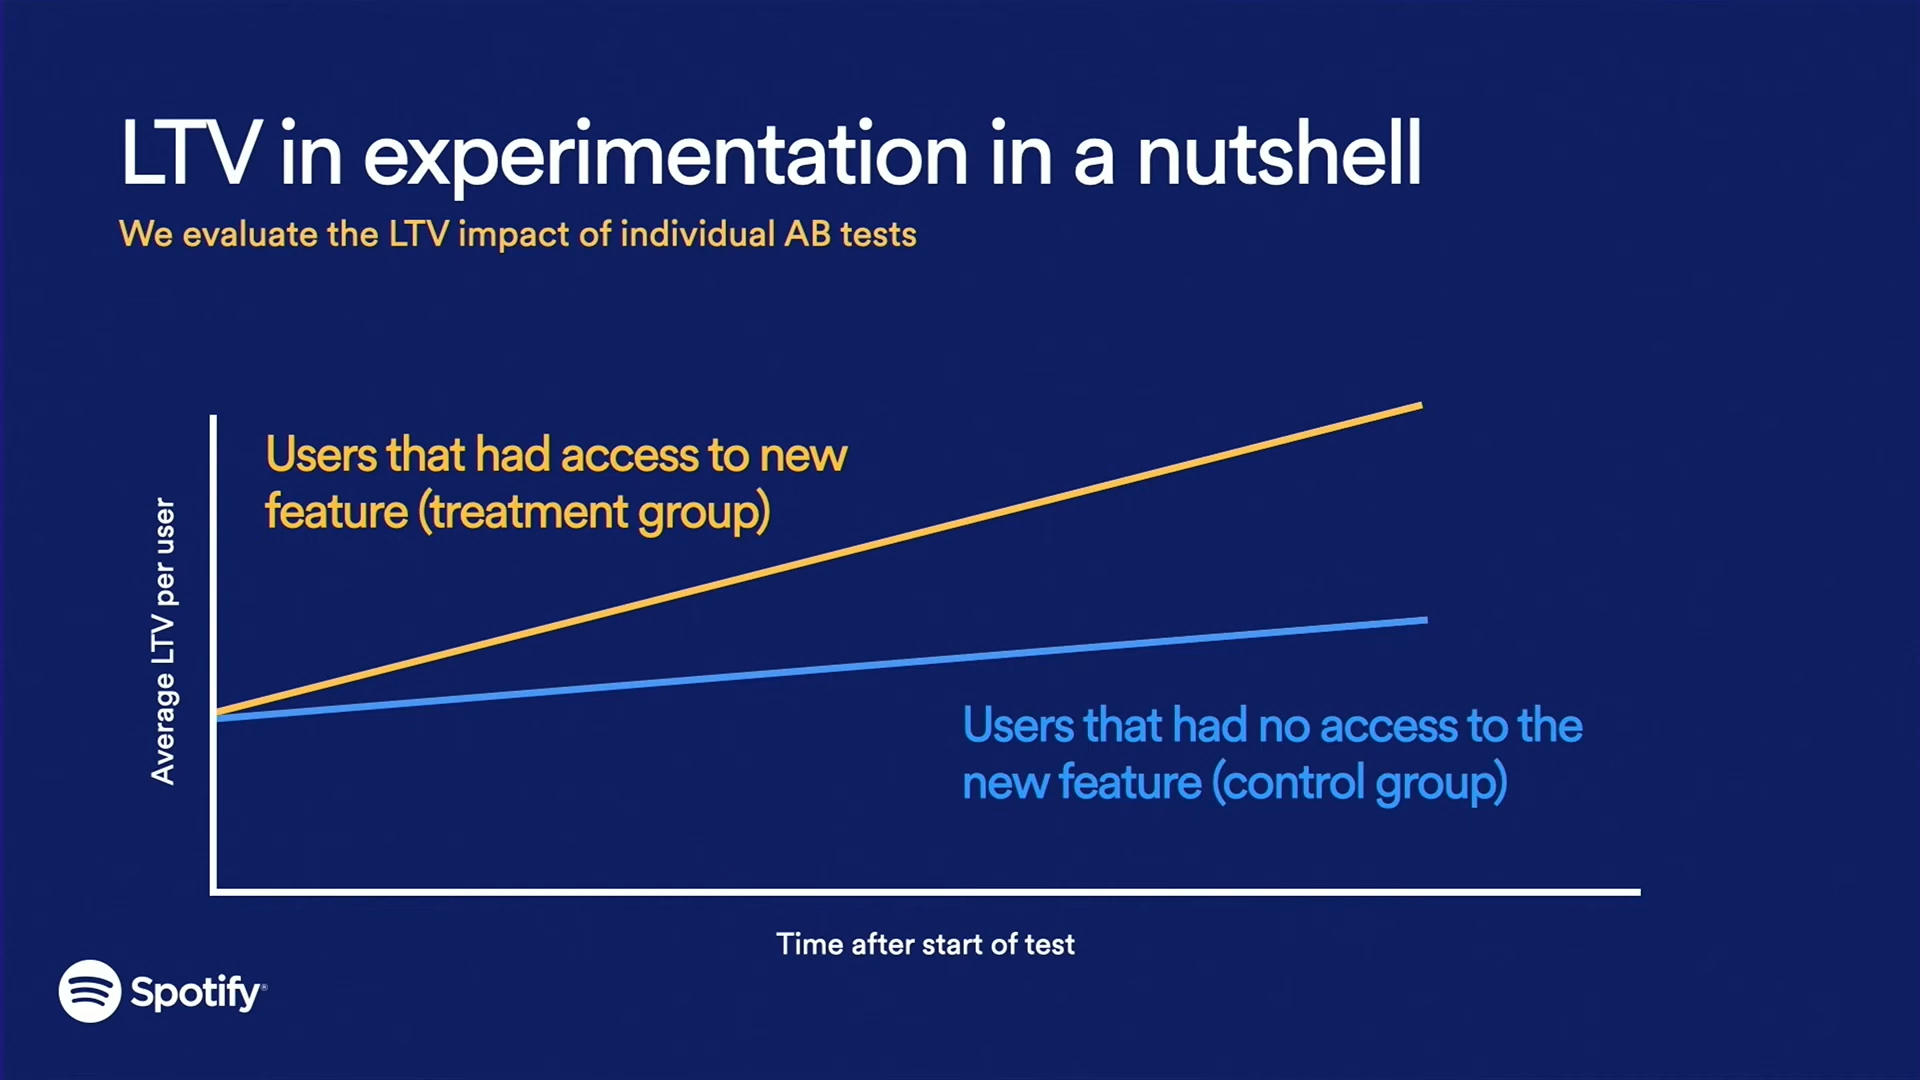 LTV in experimentation in a nutshell
We evaluate the LTV impact of individual AB tests
Users that had access to new
feature (treatment group)
Average LTV per user
Users that had no access to the
new feature (control group)
Time after start of test
Spotify®